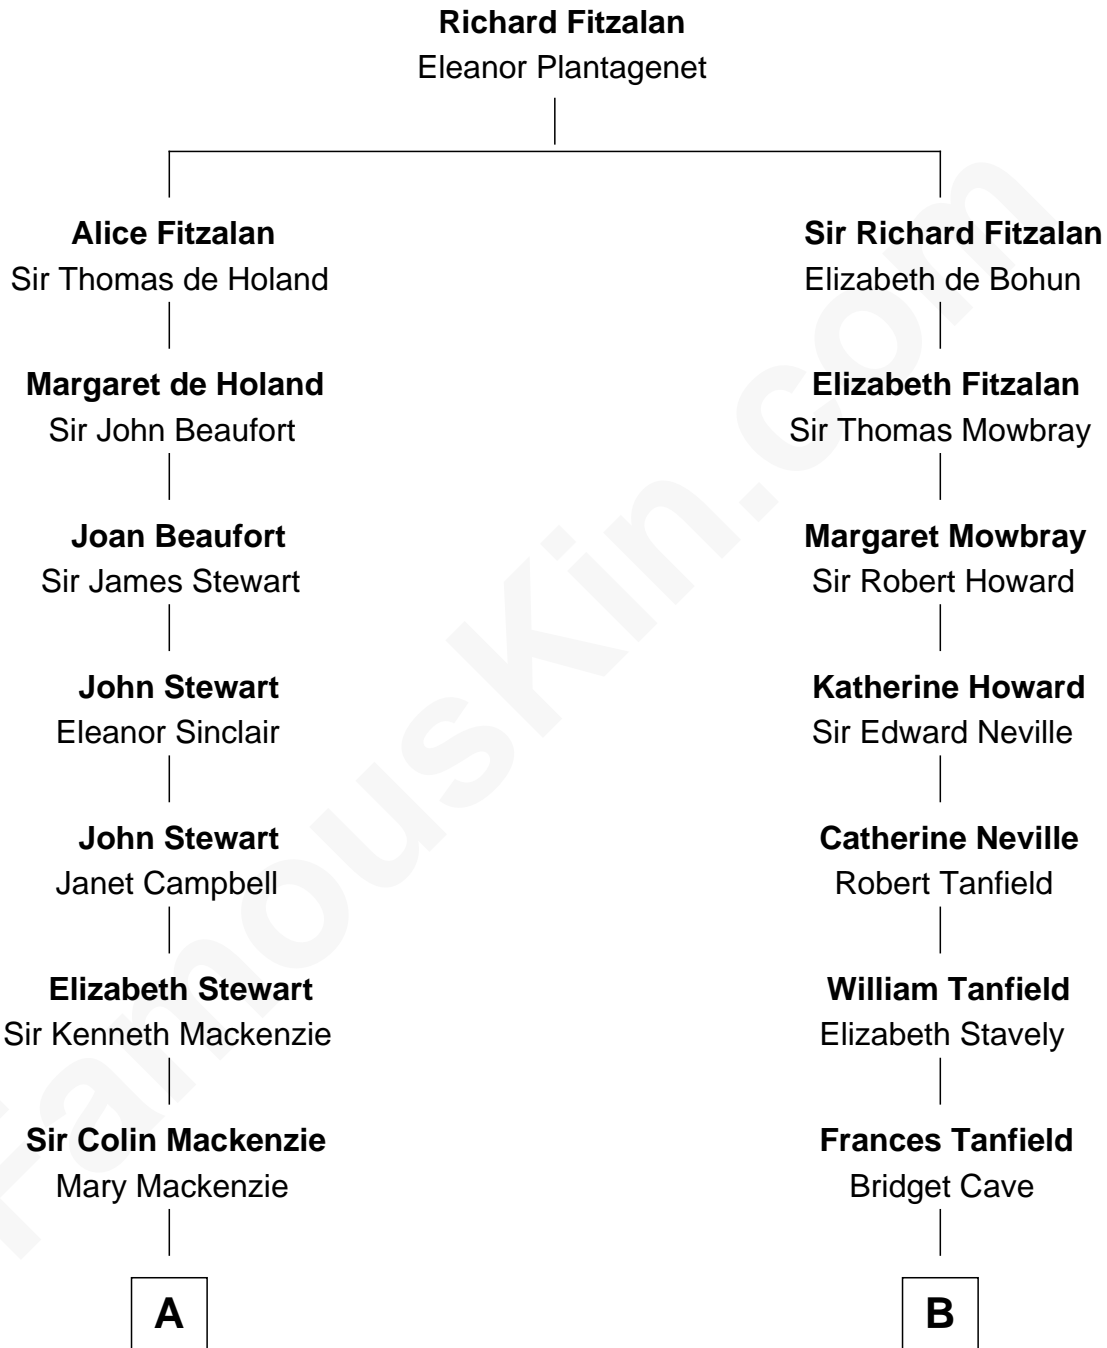 Richard Fitzalan
Eleanor Plantagenet
Alice Fitzalan
Sir Thomas de Holand
Sir Richard Fitzalan
Elizabeth de Bohun
Margaret de Holand
Sir John Beaufort
Elizabeth Fitzalan
Sir Thomas Mowbray
Joan Beaufort
Sir James Stewart
Margaret Mowbray
Sir Robert Howard
John Stewart
Eleanor Sinclair
Katherine Howard
Sir Edward Neville
John Stewart
Janet Campbell
Catherine Neville
Robert Tanfield
Elizabeth Stewart
Sir Kenneth Mackenzie
William Tanfield
Elizabeth Stavely
Sir Colin Mackenzie
Mary Mackenzie
Frances Tanfield
Bridget Cave
A
B
FamousKin.com